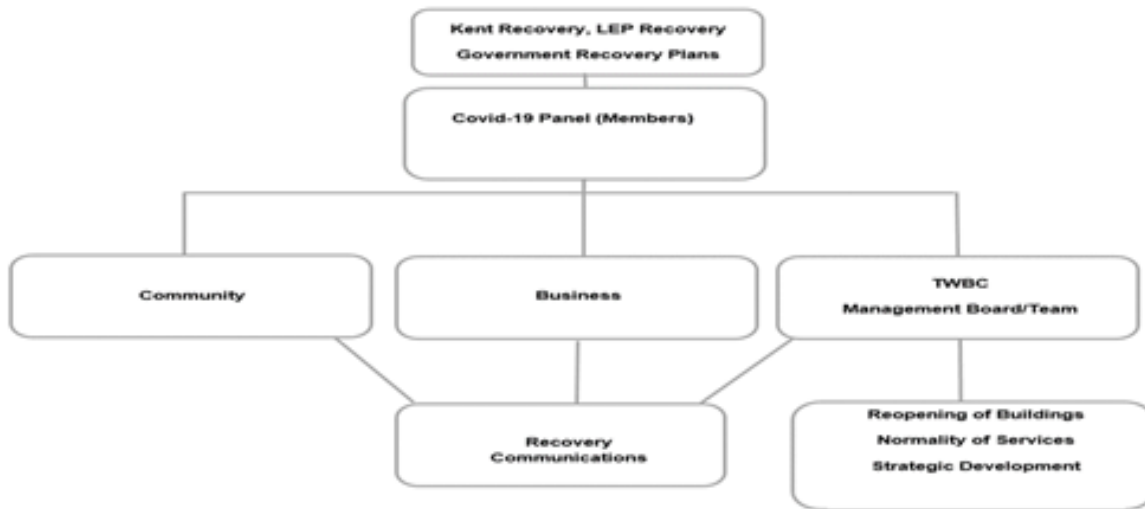 Kent Recovery, LEP Recovery
Government Recovery Plans
Covid-19 Panel (Members)
Community
Business
TWBC
Management Board/Team
Recovery
Communications
Reopening of Buildings
Normality of Services
Strategic Development